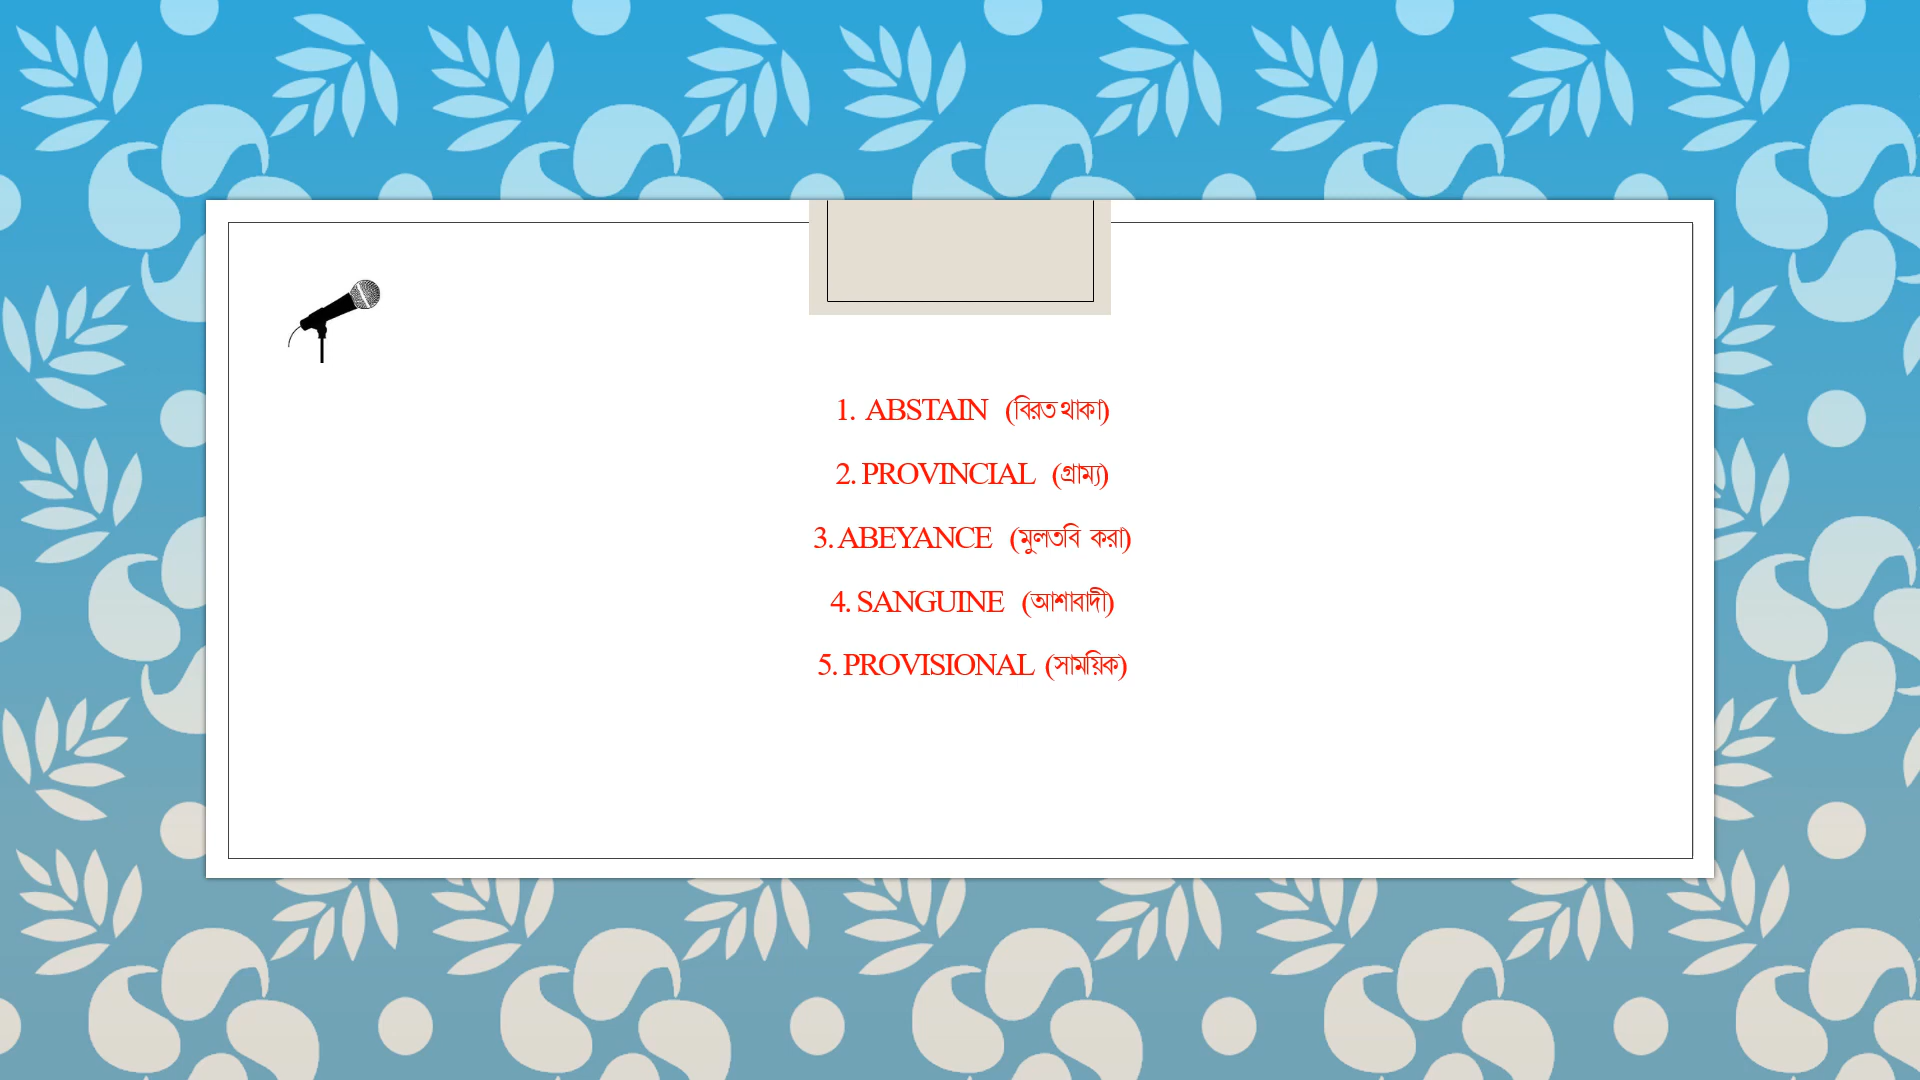 1. ABSTAIN (বিরত থাকা)
2. PROVINCIAL (গ্রাম্য)
3. ABEYANCE (মুলতবি করা)
4. SANGUINE (আশাবাদী)
5. PROVISIONAL (সাময়িক)